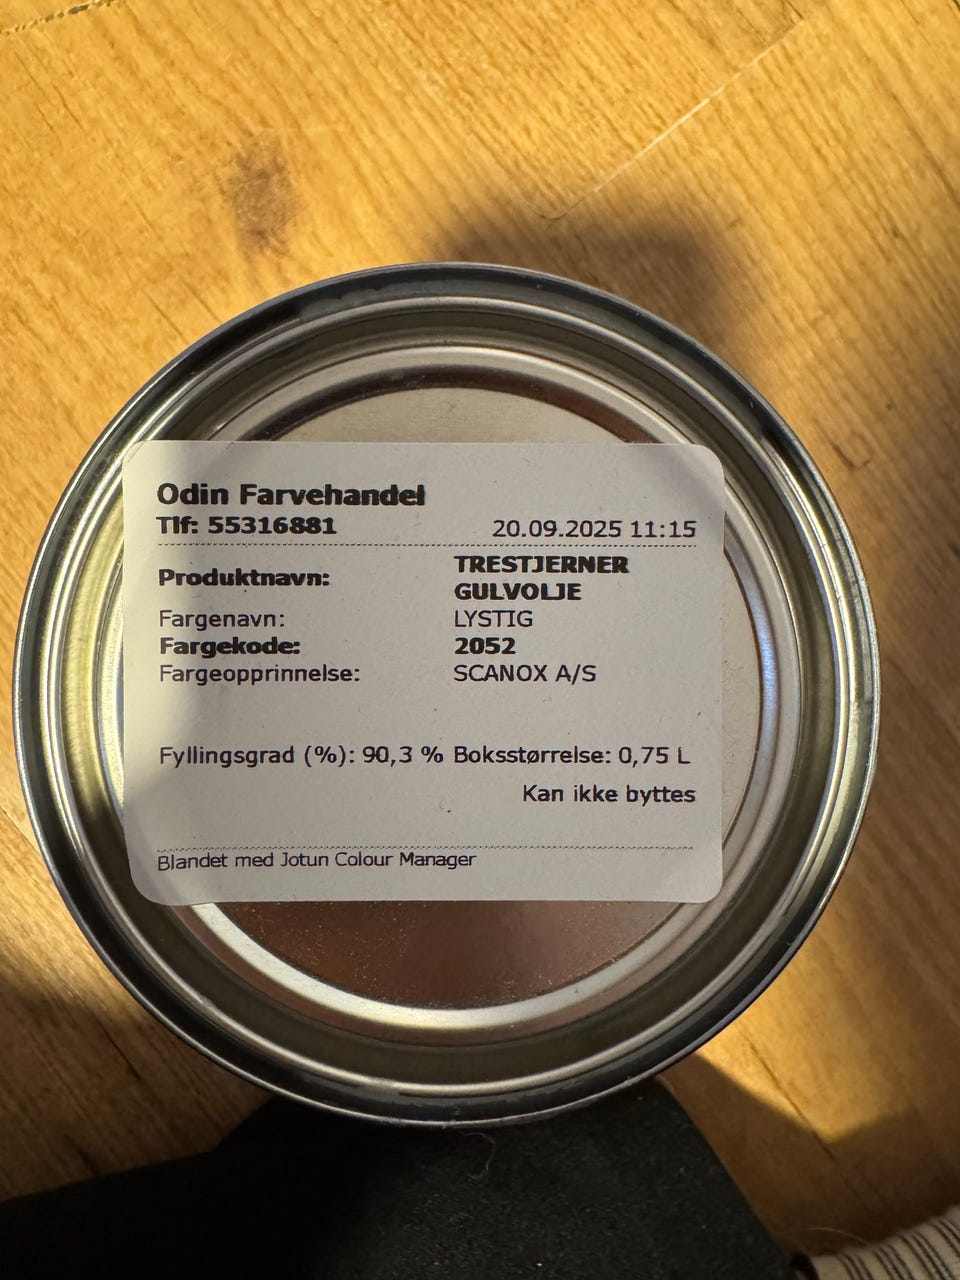 Odin Farvehandel
Tlf: 55316881 20.09.2025 11:15
Produktnavn: TRESTJERNER GULVOLJE
Fargenavn: LYSTIG
Fargekode: 2052
Fargeopprinnelse: SCANOX A/S
Fyllingsgrad (%): 90,3 % Boksstørrelse: 0,75 L
Kan ikke byttes
Blandet med Jotun Colour Manager